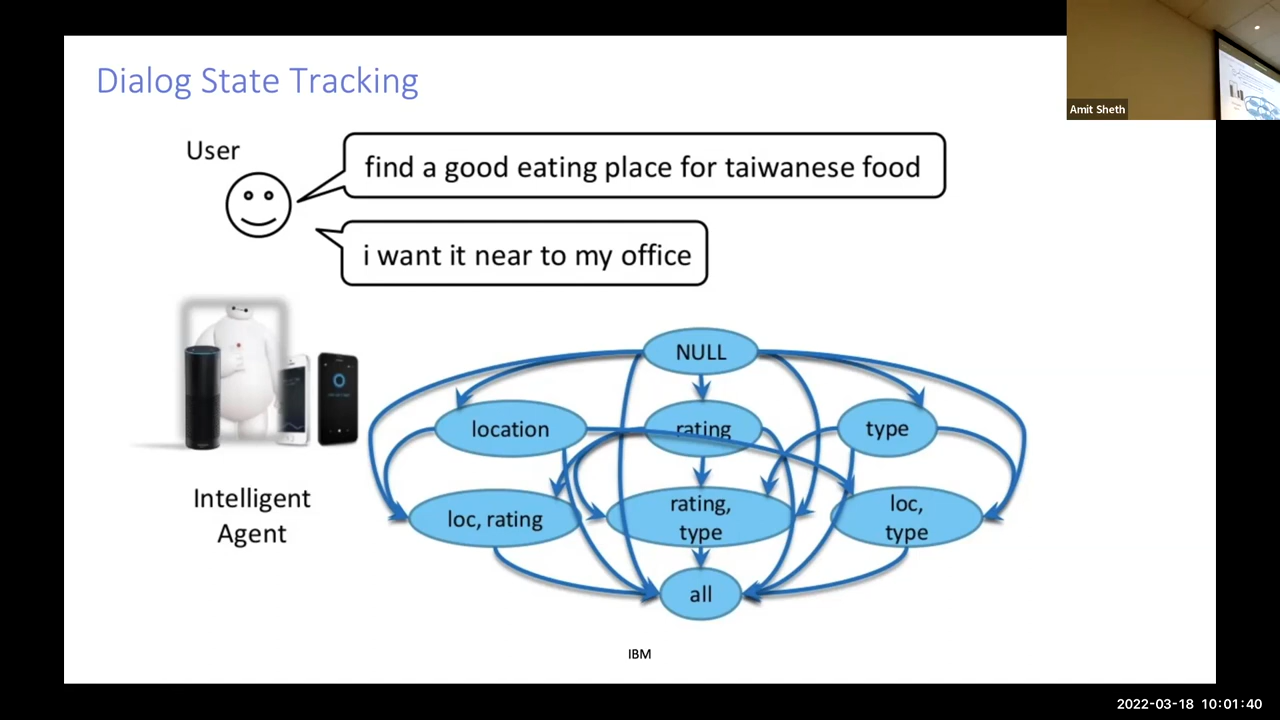 Dialog State Tracking
Amit Sheth
User
find a good eating place for taiwanese food
i want it near to my office
NULL
location
rating
type
loc, rating
rating,
type
loc,
type
Intelligent
Agent
all
IBM
2022-03-18 10:01:40